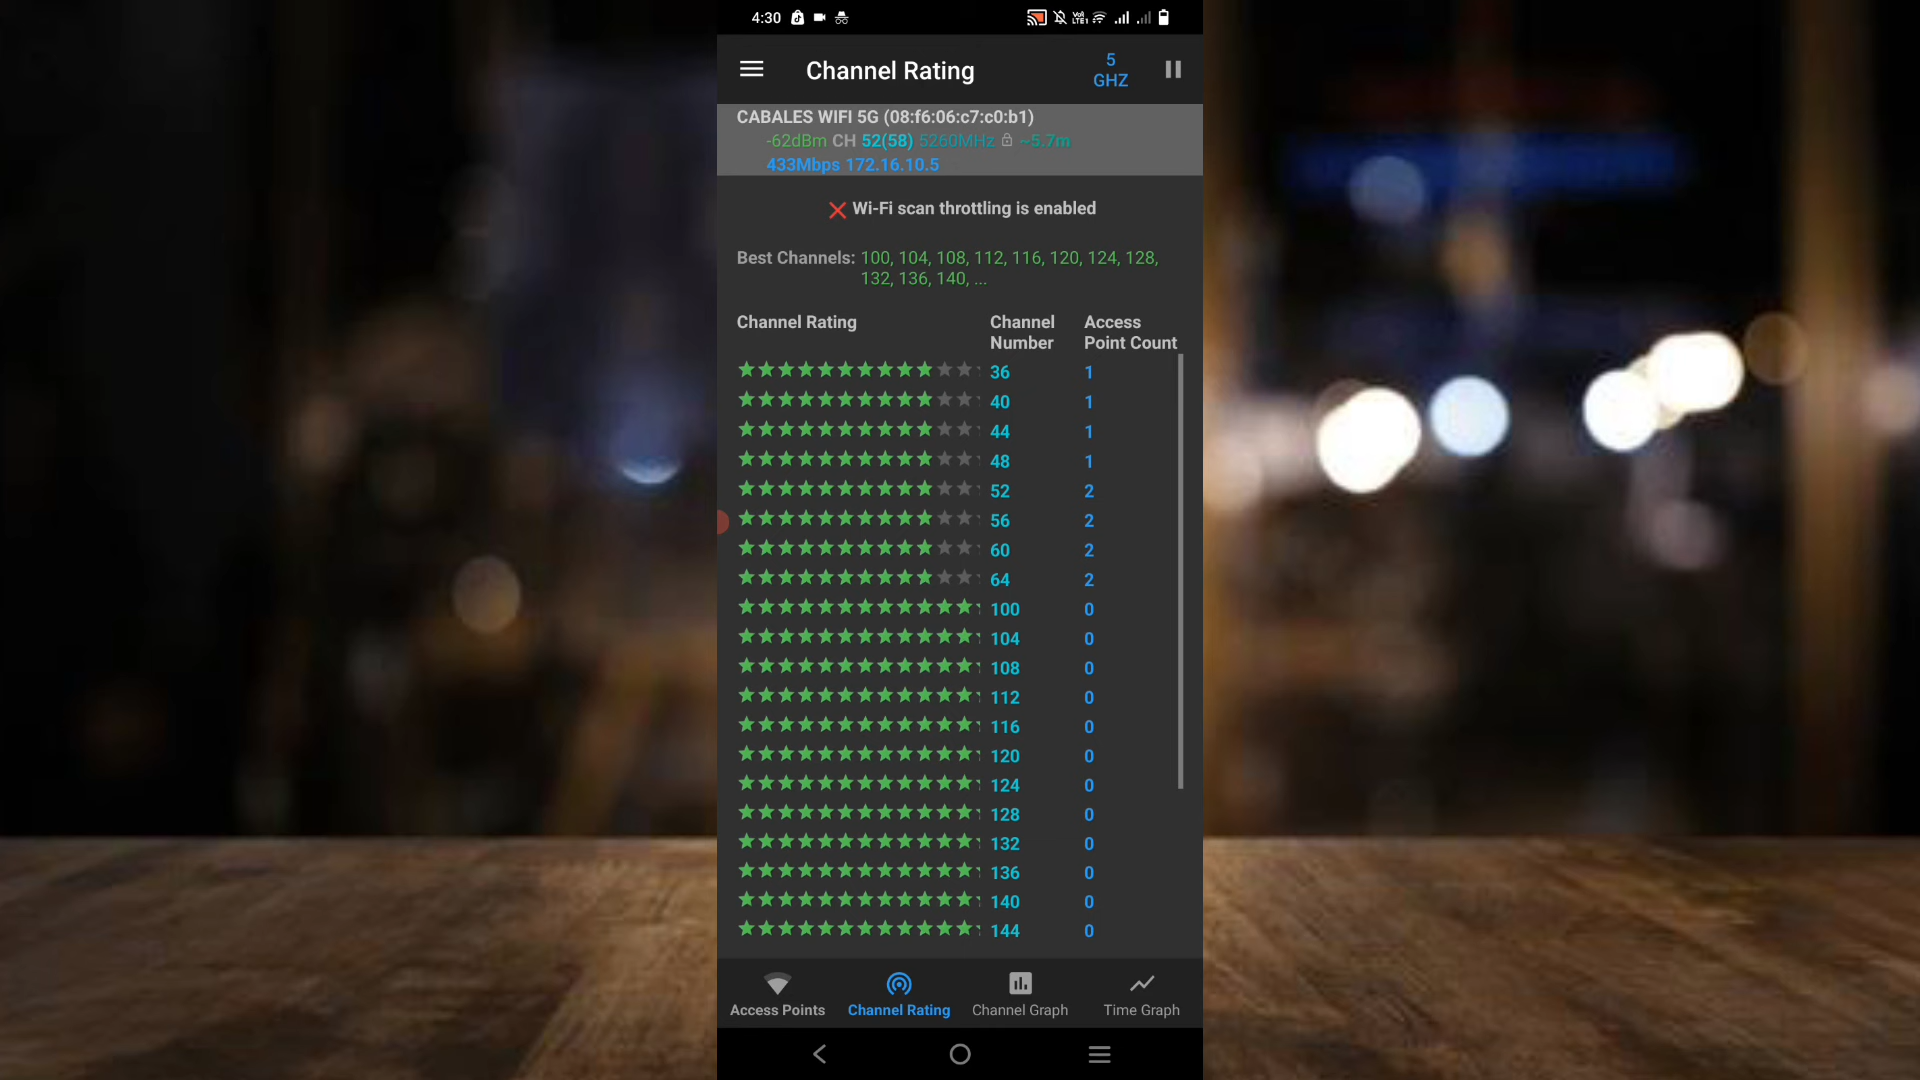 4:30
VoLTE1
Channel Rating
5
GHZ
CABALES WIFI 5G (08:f6:06:c7:c0:b1)
-62dBm CH 52(58) 5260MHz ~5.7m
433Mbps 172.16.10.5
Wi-Fi scan throttling is enabled
Best Channels: 100, 104, 108, 112, 116, 120, 124, 128,
132, 136, 140, ...
Channel Rating Channel Number Access Point Count
36 1
40 1
44 1
48 1
52 2
56 2
60 2
64 2
100 0
104 0
108 0
112 0
116 0
120 0
124 0
128 0
132 0
136 0
140 0
144 0
Access Points Channel Rating Channel Graph Time Graph